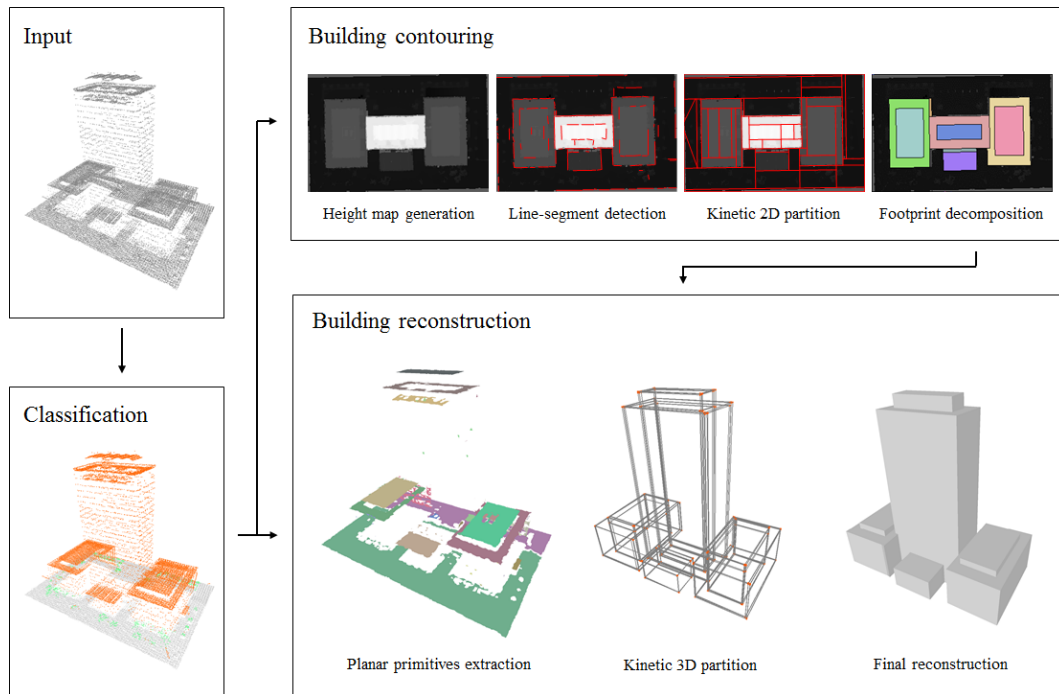 Input
Building contouring
Height map generation
Line-segment detection
Kinetic 2D partition
Footprint decomposition
Classification
Building reconstruction
Planar primitives extraction
Kinetic 3D partition
Final reconstruction